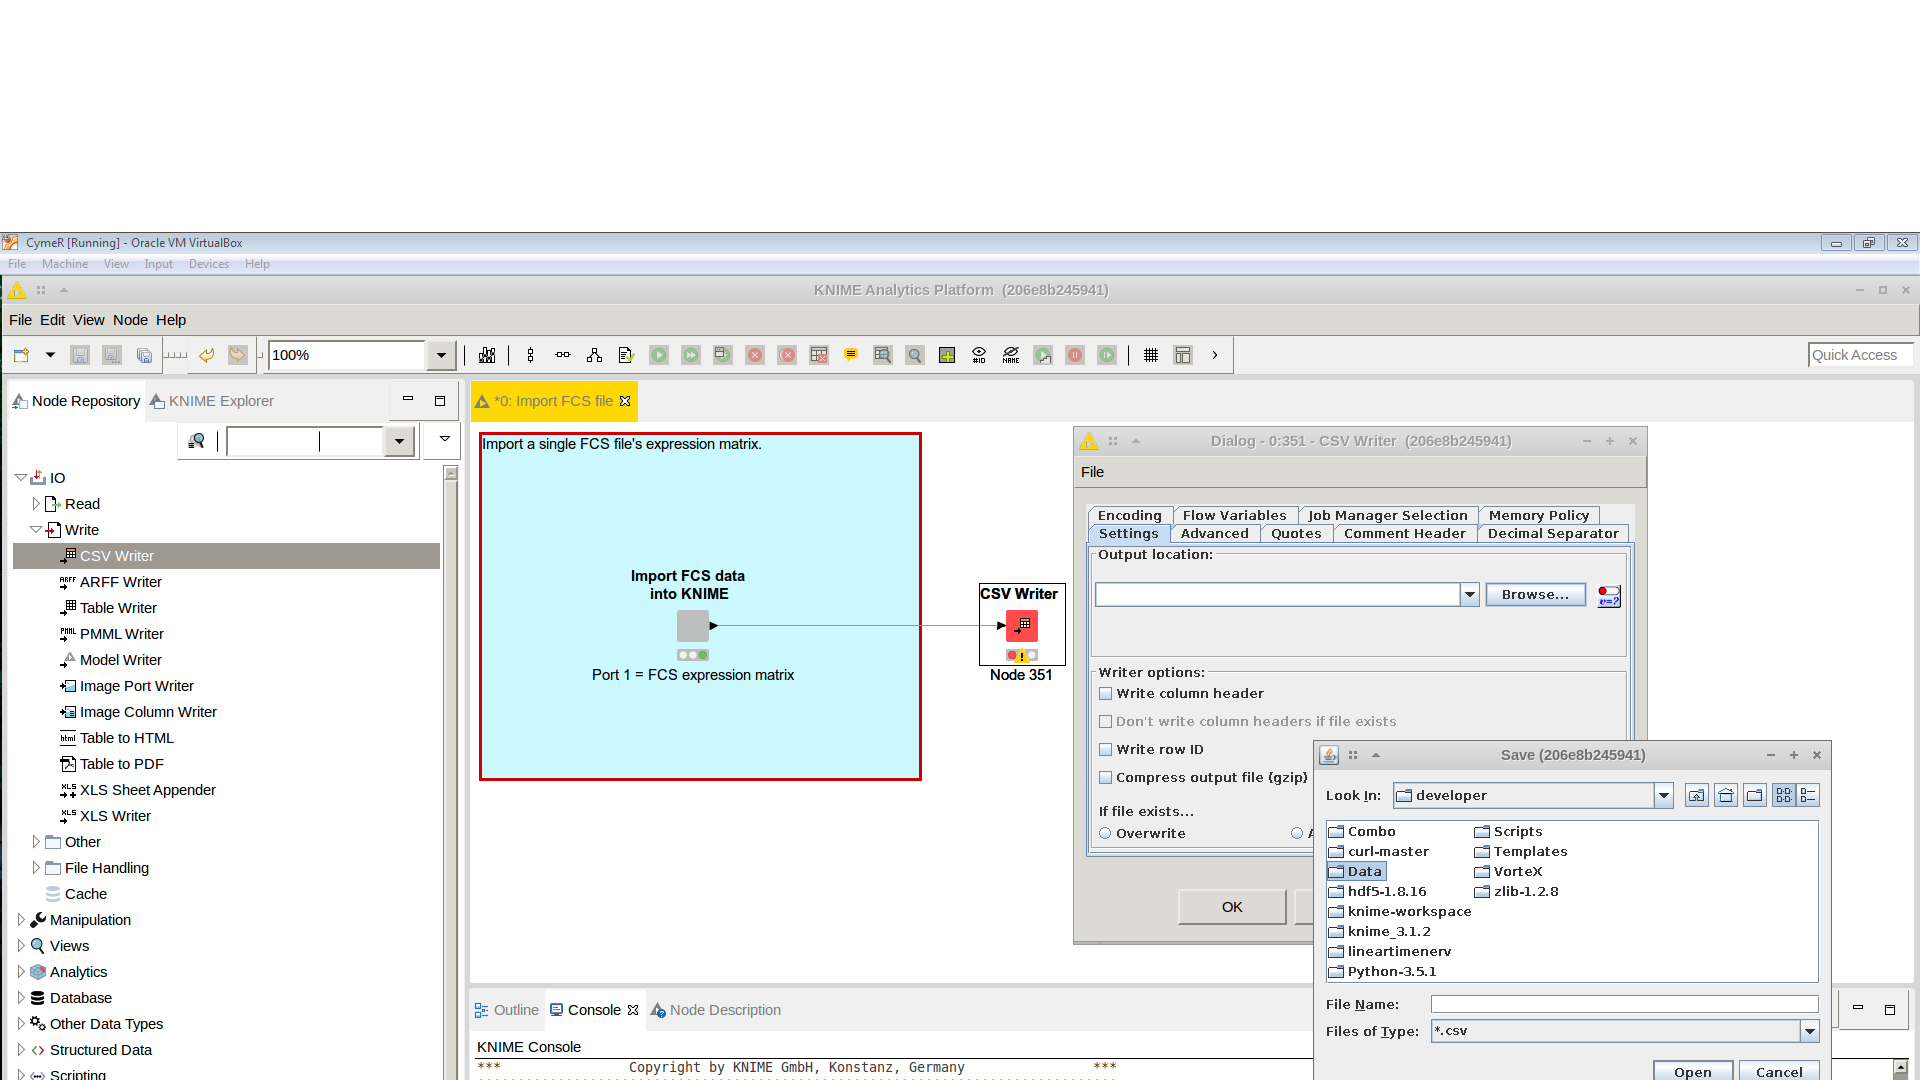 CymeR [Running] - Oracle VM VirtualBox
File Machine View Input Devices Help
KNIME Analytics Platform (206e8b245941)
File Edit View Node Help
100%
Quick Access
Node Repository
KNIME Explorer
*0: Import FCS file
IO
Read
Write
CSV Writer
ARFF Writer
Table Writer
PMML Writer
Model Writer
Image Port Writer
Image Column Writer
Table to HTML
Table to PDF
XLS Sheet Appender
XLS Writer
Other
File Handling
Cache
Manipulation
Views
Analytics
Database
Other Data Types
Structured Data
Scripting
Import a single FCS file's expression matrix.
Import FCS data
into KNIME
Port 1 = FCS expression matrix
CSV Writer
Node 351
Dialog - 0:351 - CSV Writer (206e8b245941)
File
Encoding Flow Variables Job Manager Selection Memory Policy
Settings Advanced Quotes Comment Header Decimal Separator
Output location:
Browse...
Writer options:
Write column header
Don't write column headers if file exists
Write row ID
Compress output file (gzip)
If file exists...
Overwrite
OK
Save (206e8b245941)
Look In: developer
Combo
curl-master
Data
hdf5-1.8.16
knime-workspace
knime_3.1.2
lineartimenerv
Python-3.5.1
Scripts
Templates
VorteX
zlib-1.2.8
File Name:
Files of Type: *.csv
Open Cancel
Outline Console Node Description
KNIME Console
*** Copyright by KNIME GmbH, Konstanz, Germany ***